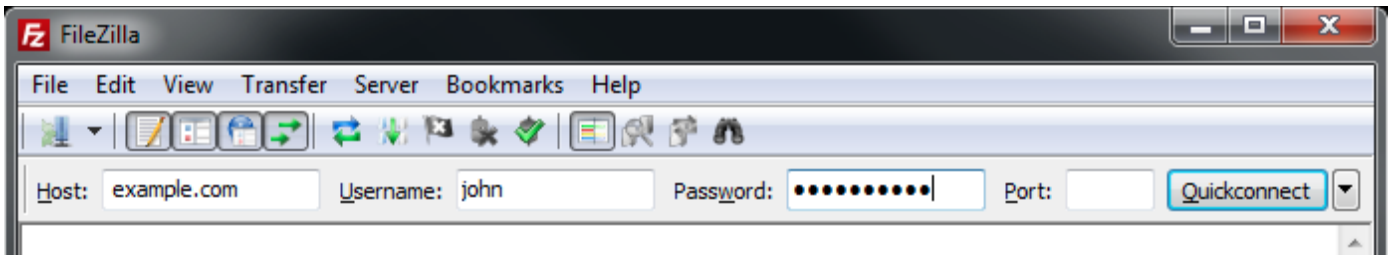 FileZilla
File Edit View Transfer Server Bookmarks Help
Host: example.com Username: john Password: •••••••••• Port: Quickconnect